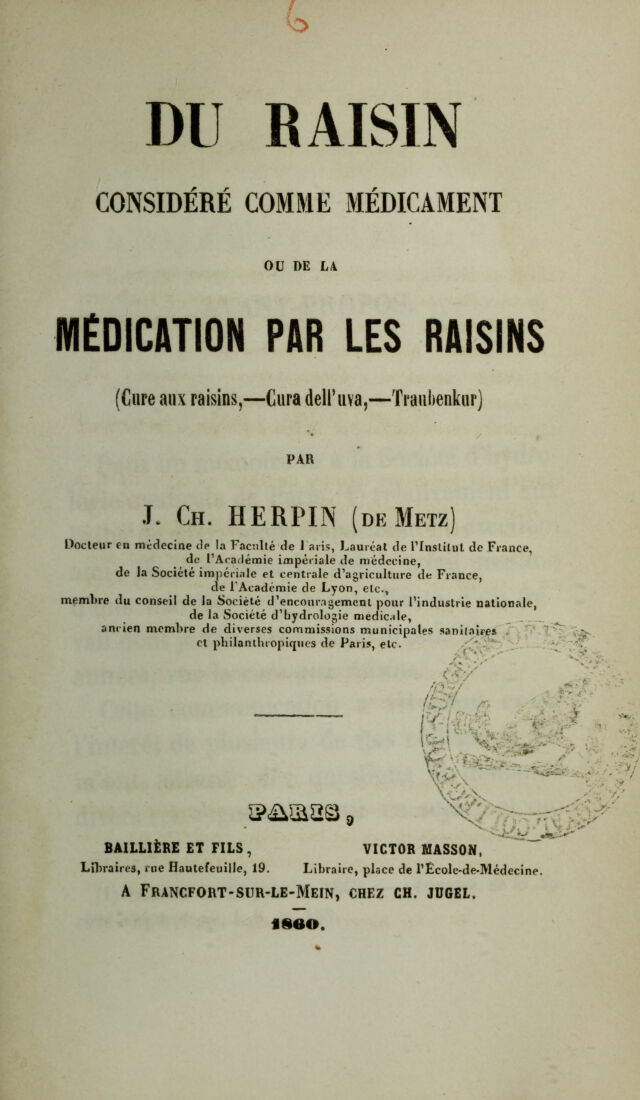 6
DU RAISIN
CONSIDÉRÉ COMME MÉDICAMENT
OU DE LA
MÉDICATION PAR LES RAISINS
(Cure aux raisins,—Cura dell'uva,—Traubenkur)
PAR
J. CH. HERPIN (DE METZ)
Docteur en médecine de la Faculté de Paris, Lauréat de l'Institut de France,
de l'Académie impériale de médecine,
de la Société impériale et centrale d'agriculture de France,
de l'Académie de Lyon, etc.,
membre du conseil de la Société d'encouragement pour l'industrie nationale,
de la Société d'hydrologie médicale,
ancien membre de diverses commissions municipales sanitaires
et philanthropiques de Paris, etc.
PARIS,
BAILLIÈRE ET FILS, VICTOR MASSON,
Libraires, rue Hautefeuille, 19. Libraire, place de l'École-de-Médecine.
A FRANCFORT-SUR-LE-MEIN, CHEZ CH. JUGEL.
1860.